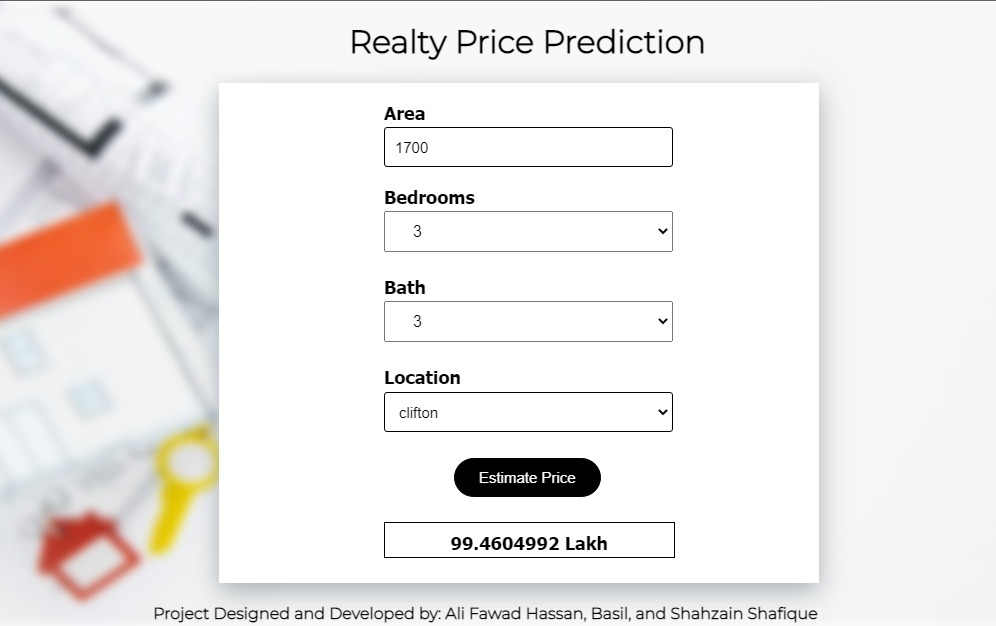 Realty Price Prediction
Area
1700
Bedrooms
3
Bath
3
Location
clifton
Estimate Price
99.4604992 Lakh
Project Designed and Developed by: Ali Fawad Hassan, Basil, and Shahzain Shafique